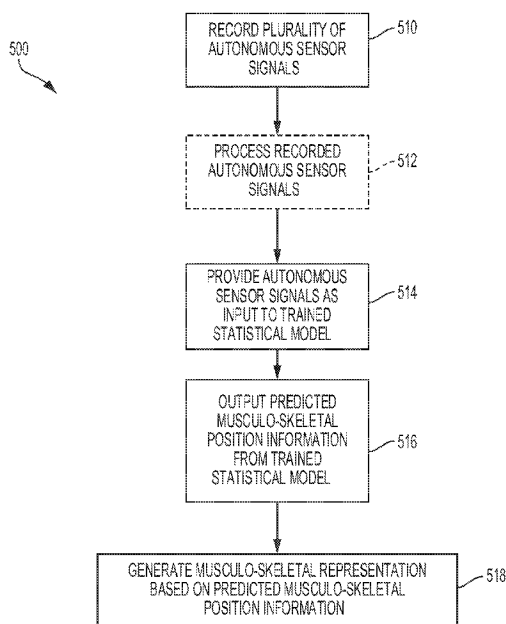 500
RECORD PLURALITY OF
AUTONOMOUS SENSOR
SIGNALS
510
PROCESS RECORDED
AUTONOMOUS SENSOR
SIGNALS
512
PROVIDE AUTONOMOUS
SENSOR SIGNALS AS
INPUT TO TRAINED
STATISTICAL MODEL
514
OUTPUT PREDICTED
MUSCULO-SKELETAL
POSITION INFORMATION
FROM TRAINED
STATISTICAL MODEL
516
GENERATE MUSCULO-SKELETAL REPRESENTATION
BASED ON PREDICTED MUSCULO-SKELETAL
POSITION INFORMATION
518